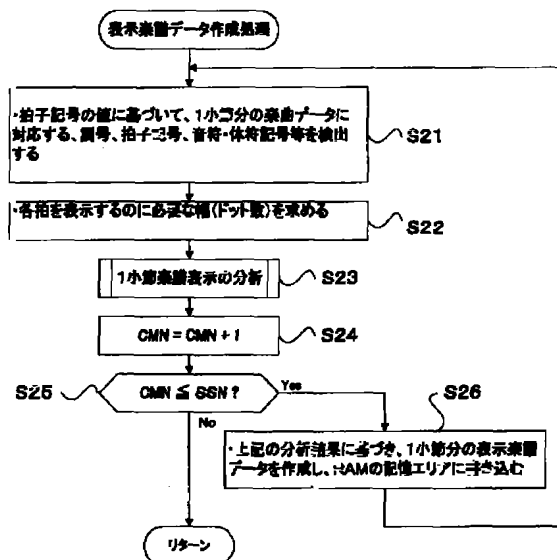 表示楽譜データ作成処理
・拍子記号の値に基づいて、1小節分の楽曲データに
対応する、調号、拍子記号、音符・休符記号等を検出
する
S21
・各拍を表示するのに必要な幅(ドット数)を求める
S22
1小節楽譜表示の分析
S23
CMN = CMN + 1
S24
S25
CMN ≦ SSN ?
Yes
No
S26
・上記の分析結果に基づき、1小節分の表示楽譜
データを作成し、RAMの記憶エリアに書き込む
リターン